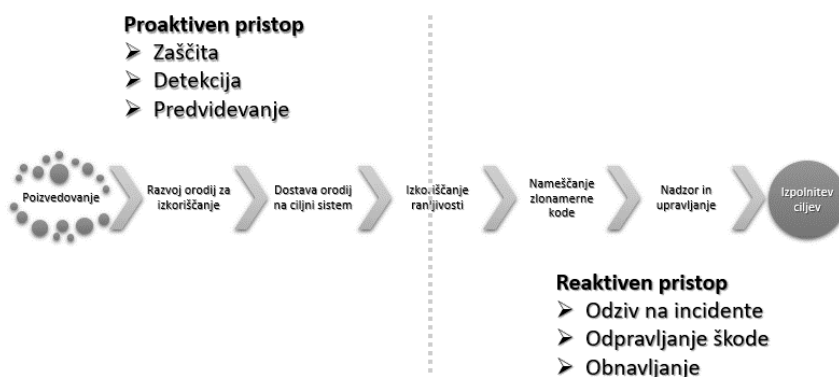 Proaktiven pristop
Zaščita
Detekcija
Predvidevanje
Poizvedovanje
Razvoj orodij za
izkoriščanje
Dostava orodij
na ciljni sistem
Izkoriščanje
ranljivosti
Nameščanje
zlonamerne
kode
Nadzor in
upravljanje
Izpolnitev
ciljev
Reaktiven pristop
Odziv na incidente
Odpravljanje škode
Obnavljanje